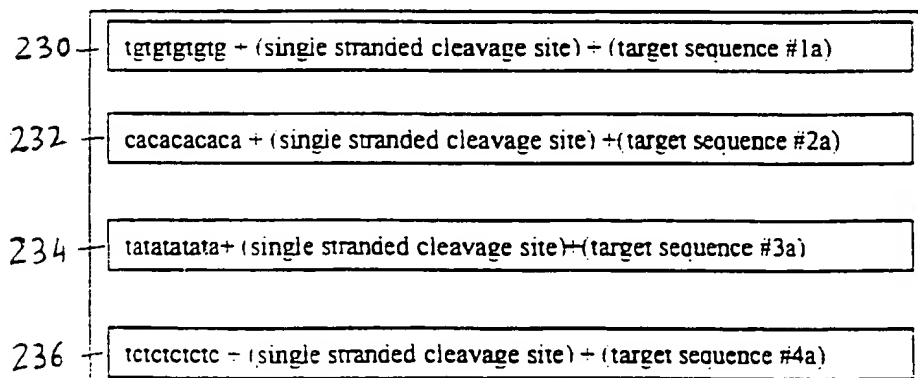 230 tgtgtgtgtg + (single stranded cleavage site) + (target sequence #1a)
232 cacacacaca + (single stranded cleavage site) +(target sequence #2a)
234 tatatatata+ (single stranded cleavage site)+(target sequence #3a)
236 tctctctctc + (single stranded cleavage site) + (target sequence #4a)